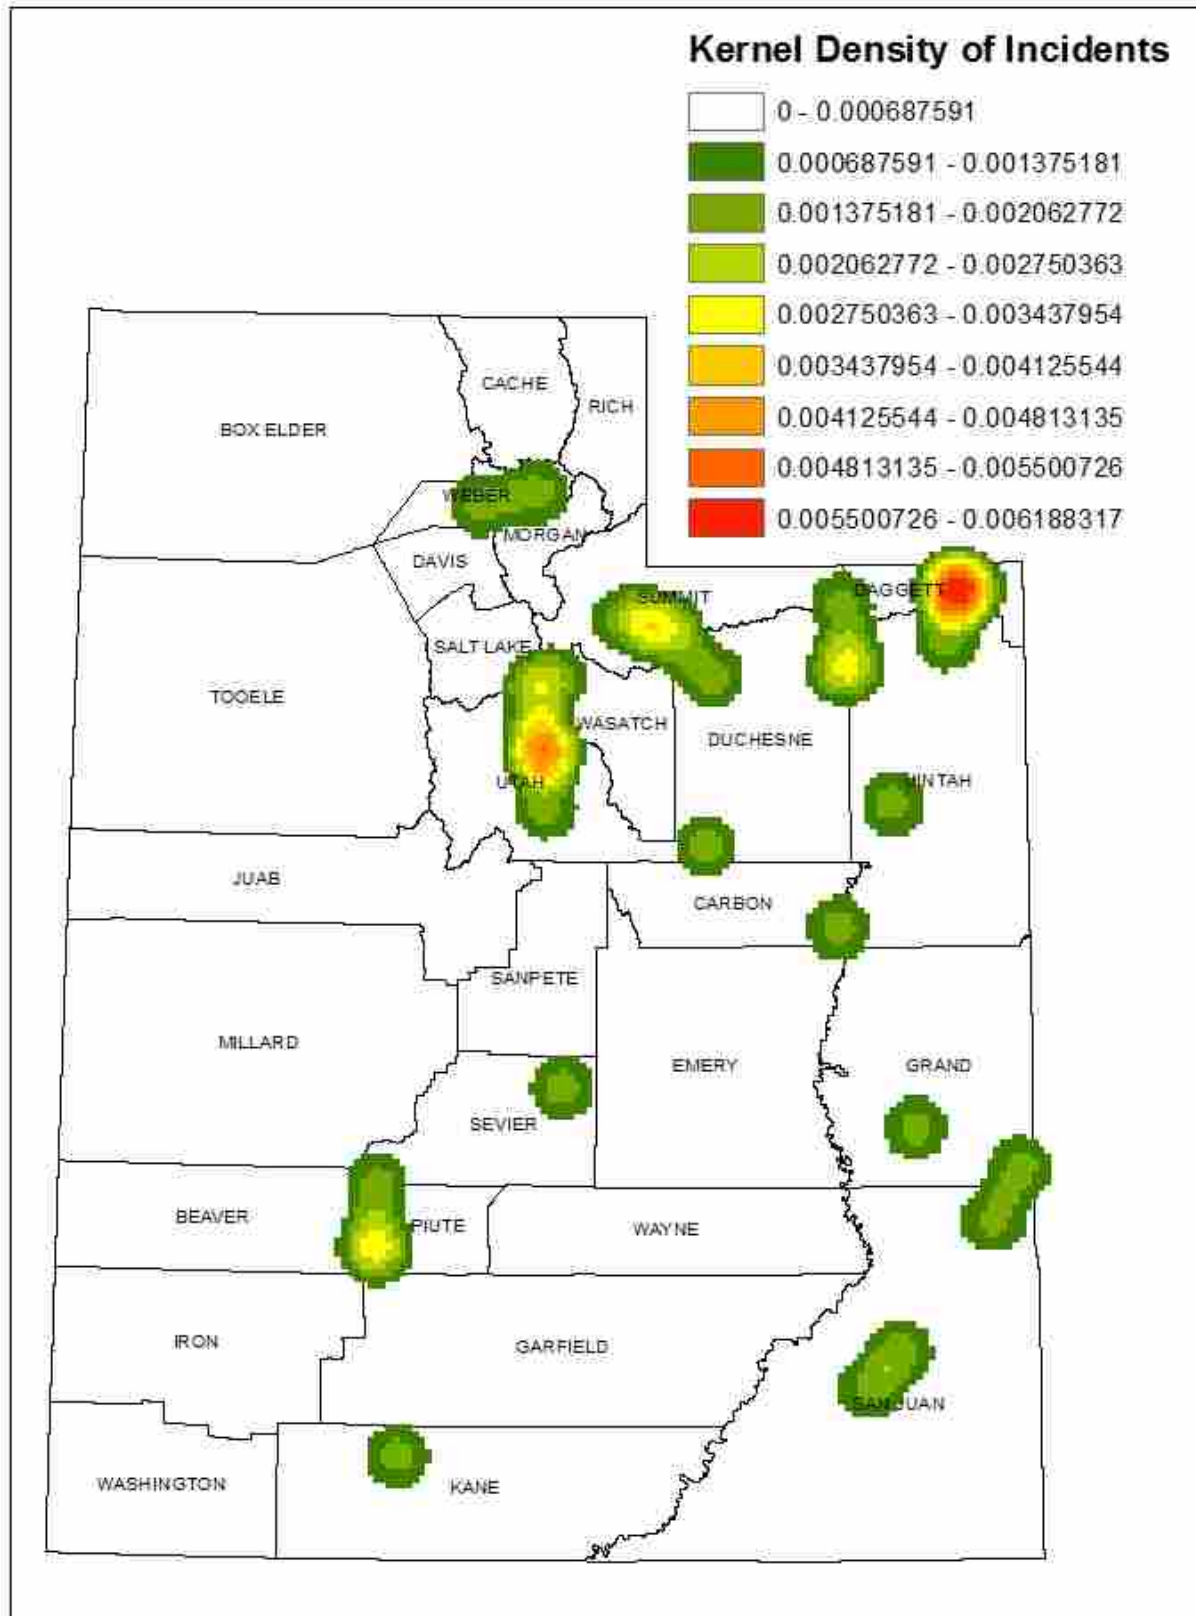 Kernel Density of Incidents
0 - 0.000687591
0.000687591 - 0.001375181
0.001375181 - 0.002062772
0.002062772 - 0.002750363
0.002750363 - 0.003437954
0.003437954 - 0.004125544
0.004125544 - 0.004813135
0.004813135 - 0.005500726
0.005500726 - 0.006188317
CACHE
RICH
BOX ELDER
WEBER
MORGAN
DAVIS
SUMMIT
DAGGETT
SALT LAKE
TOOELE
WASATCH
DUCHESNE
UTAH
UINTAH
JUAB
CARBON
SANPETE
MILLARD
EMERY
GRAND
SEVIER
BEAVER
PIUTE
WAYNE
IRON
GARFIELD
SAN JUAN
WASHINGTON
KANE